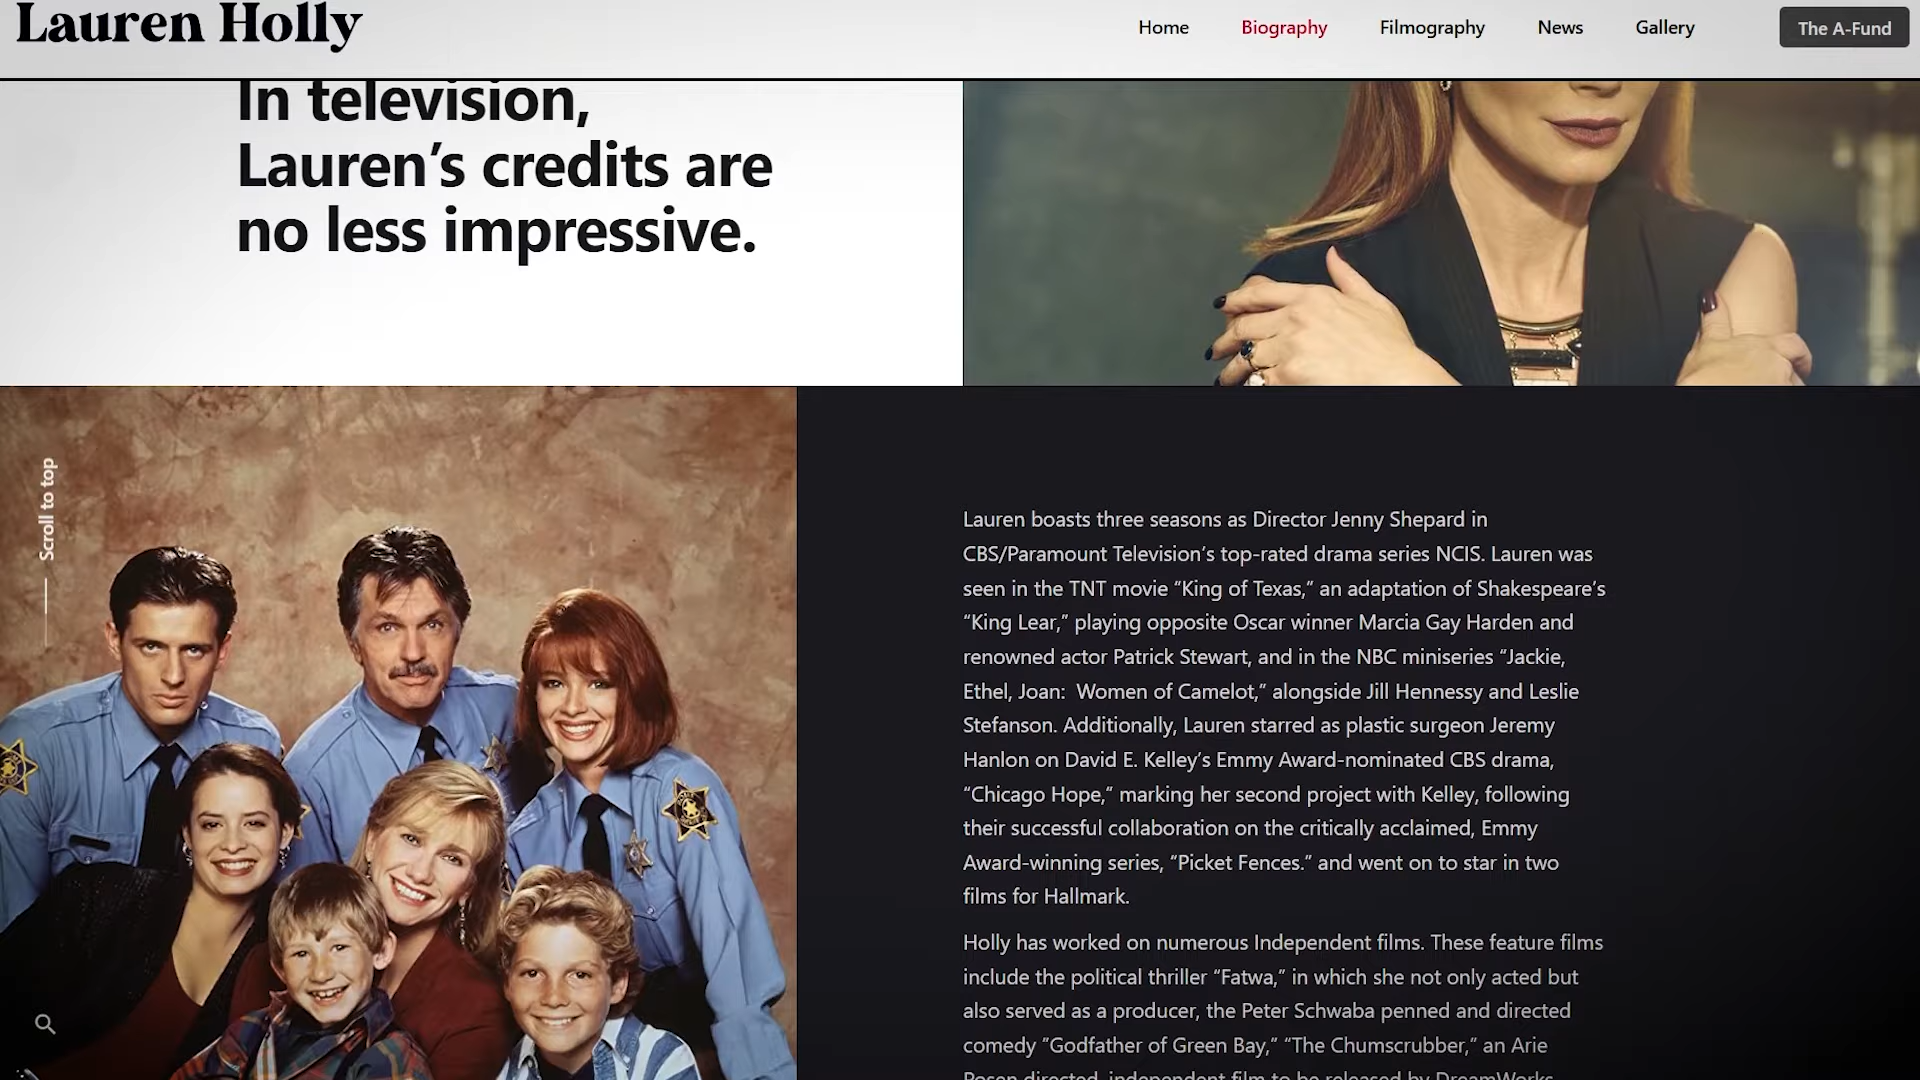 Lauren Holly
Home
Biography
Filmography
News
Gallery
The A-Fund
In television,
Lauren’s credits are
no less impressive.
Scroll to top
Lauren boasts three seasons as Director Jenny Shepard in
CBS/Paramount Television’s top-rated drama series NCIS. Lauren was
seen in the TNT movie “King of Texas,” an adaptation of Shakespeare’s
“King Lear,” playing opposite Oscar winner Marcia Gay Harden and
renowned actor Patrick Stewart, and in the NBC miniseries “Jackie,
Ethel, Joan:  Women of Camelot,” alongside Jill Hennessy and Leslie
Stefanson. Additionally, Lauren starred as plastic surgeon Jeremy
Hanlon on David E. Kelley’s Emmy Award-nominated CBS drama,
“Chicago Hope,“ marking her second project with Kelley, following
their successful collaboration on the critically acclaimed, Emmy
Award-winning series, “Picket Fences.” and went on to star in two
films for Hallmark.
Holly has worked on numerous Independent films. These feature films
include the political thriller “Fatwa,” in which she not only acted but
also served as a producer, the Peter Schwaba penned and directed
comedy ”Godfather of Green Bay,” “The Chumscrubber,” an Arie
Posen directed, independent film to be released by DreamWorks